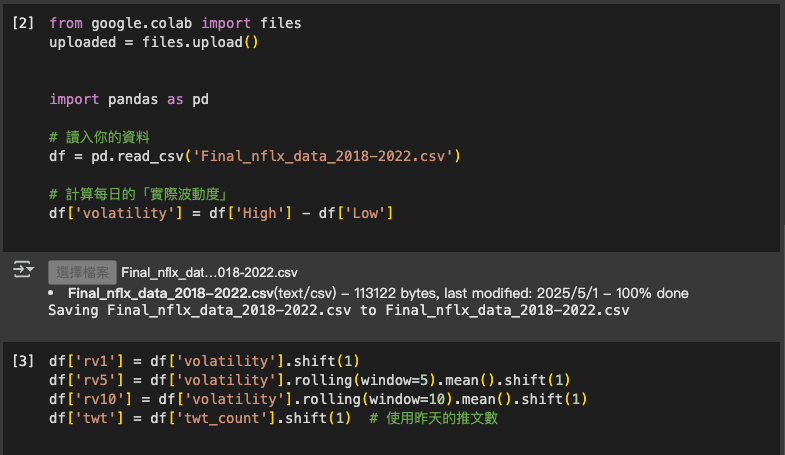 [2] from google.colab import files
uploaded = files.upload()
import pandas as pd
# 讀入你的資料
df = pd.read_csv('Final_nflx_data_2018-2022.csv')
# 計算每日的「實際波動度」
df['volatility'] = df['High'] - df['Low']
選擇檔案 Final_nflx_dat...018-2022.csv
• Final_nflx_data_2018-2022.csv(text/csv) - 113122 bytes, last modified: 2025/5/1 - 100% done
Saving Final_nflx_data_2018-2022.csv to Final_nflx_data_2018-2022.csv
[3] df['rv1'] = df['volatility'].shift(1)
df['rv5'] = df['volatility'].rolling(window=5).mean().shift(1)
df['rv10'] = df['volatility'].rolling(window=10).mean().shift(1)
df['twt'] = df['twt_count'].shift(1)  # 使用昨天的推文數